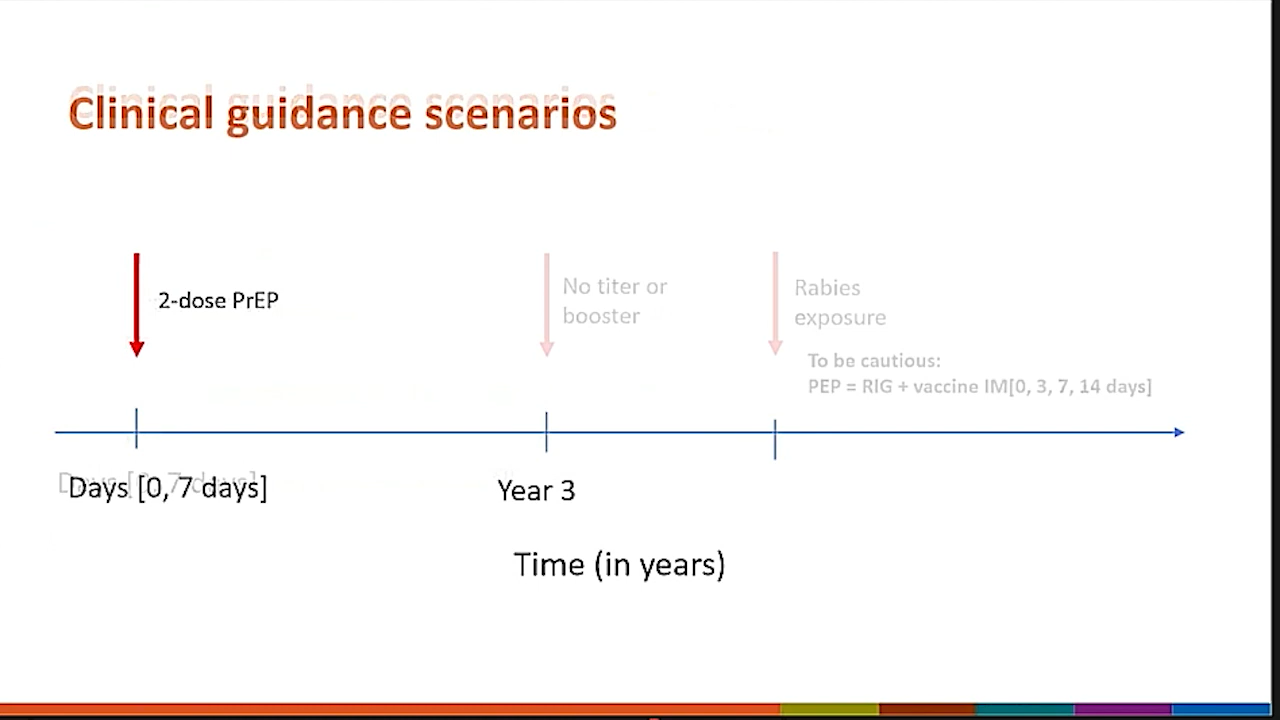 Clinical guidance scenarios
2-dose PrEP
No titer or
booster
Rabies
exposure
To be cautious:
PEP = RIG + vaccine IM[0, 3, 7, 14 days]
Days [0, 7 days]
Year 3
Time (in years)